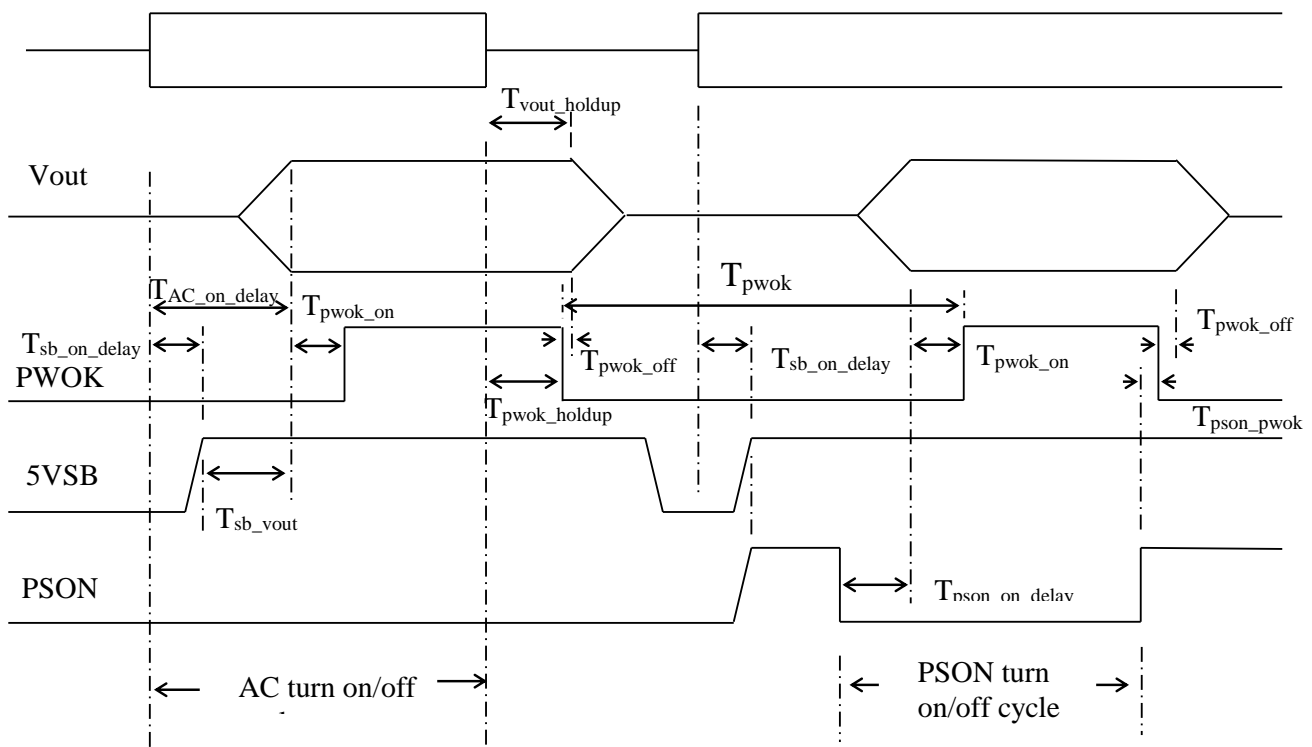 Tvout_holdup
Vout
TAC_on_delay
Tpwok_on
Tpwok
Tpwok_off
Tsb_on_delay
Tpwok_off
Tsb_on_delay
Tpwok_on
PWOK
Tpwok_holdup
Tpson_pwok
5VSB
Tsb_vout
PSON
Tpson_on_delay
AC turn on/off
PSON turn
on/off cycle